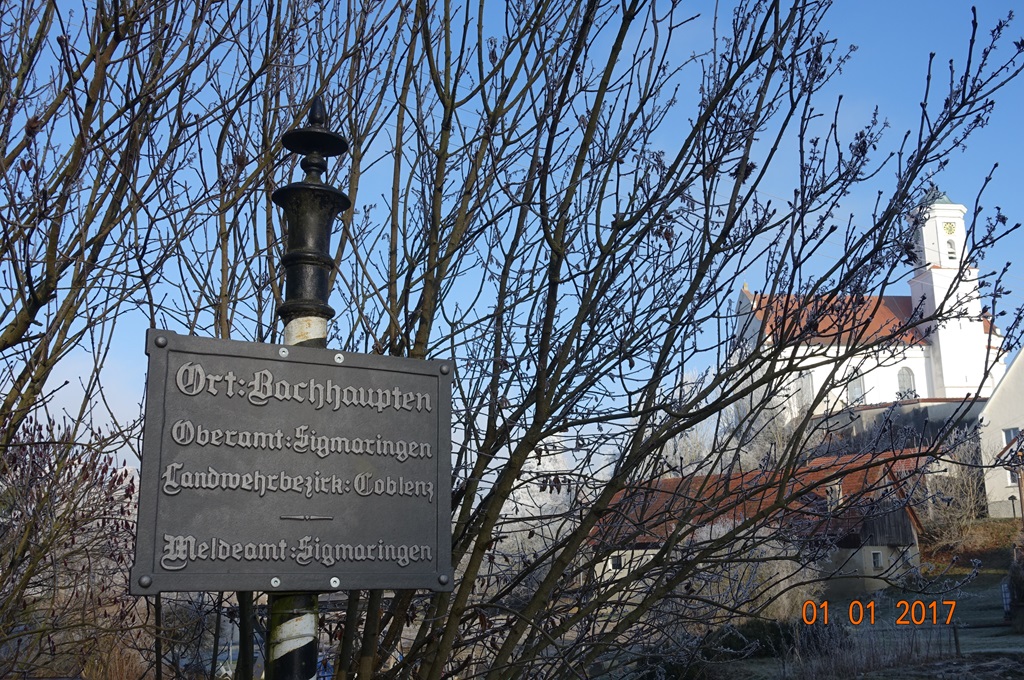 Ort:Bachhaupten
Oberamt:Sigmaringen
Landwehrbezirk:Coblenz
Meldeamt:Sigmaringen
01 01 2017